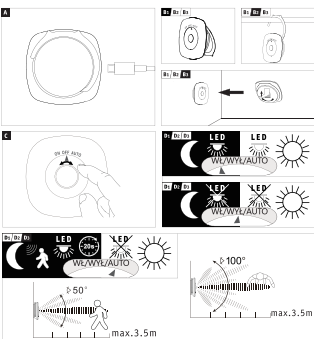 A
B1 B2 B3
B1 B2 B3
B1/B2 B3
C
ON OFF AUTO
D1 D2 D3
LED
LED
WŁ/WYŁ/AUTO
D1 D2 D3
LED
LED
WŁ/WYŁ/AUTO
D1 D2 D3
LED
~20s
LED
WŁ/WYŁ/AUTO
50°
max.3.5m
100°
max.3.5m